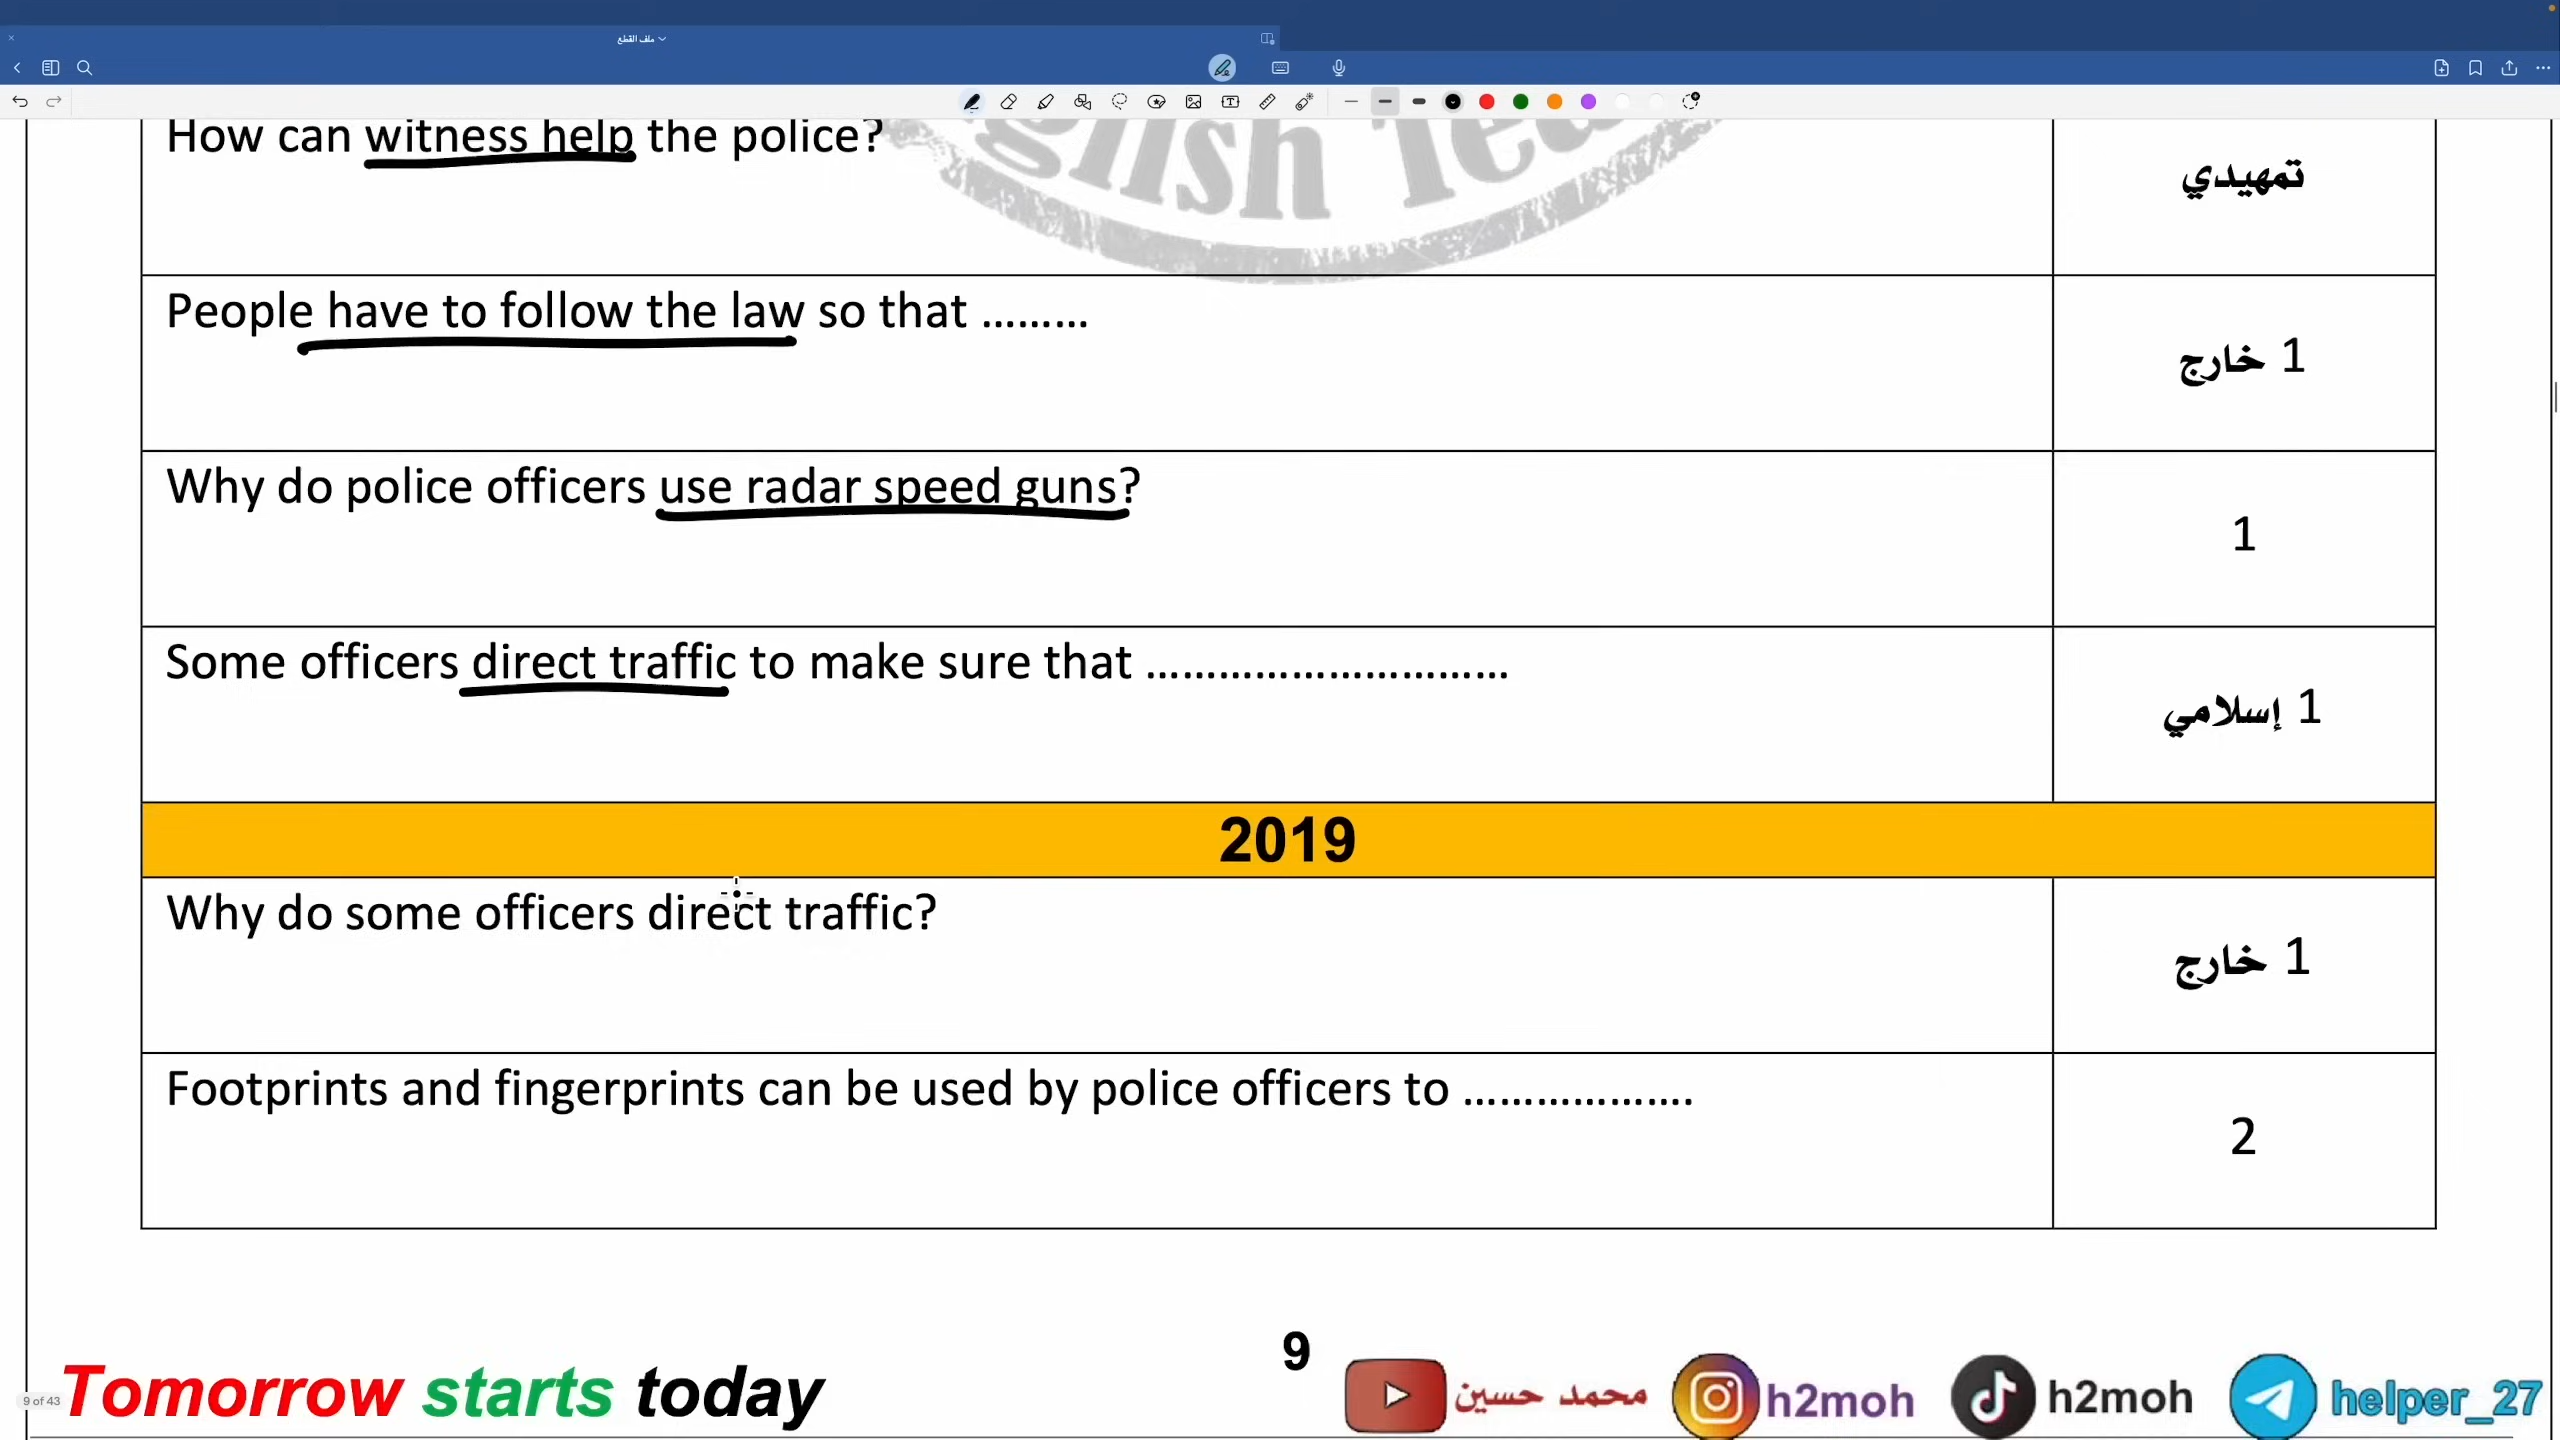 ملف القطع
How can witness help the police?
تمهيدي
People have to follow the law so that .........
1 خارج
Why do police officers use radar speed guns?
1
Some officers direct traffic to make sure that ..............................
1 إسلامي
2019
Why do some officers direct traffic?
1 خارج
Footprints and fingerprints can be used by police officers to ...................
2
9
9 of 43
Tomorrow starts today
محمد حسين
h2moh
h2moh
helper_27